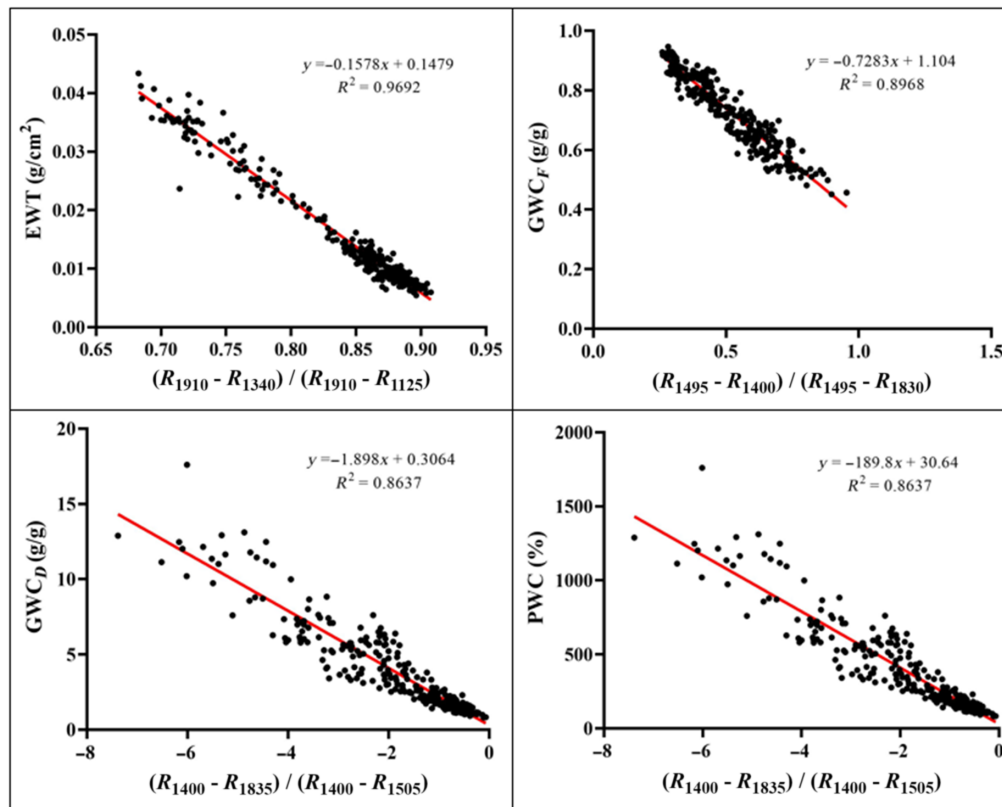 0.05
0.04
0.03
0.02
0.01
0.00
EWT (g/cm²)
y =−0.1578x + 0.1479
R² = 0.9692
0.65 0.70 0.75 0.80 0.85 0.90 0.95
(R₁₉₁₀ - R₁₃₄₀) / (R₁₉₁₀ - R₁₁₂₅)
1.0
0.8
0.6
0.4
0.2
0.0
GWC_F (g/g)
y =−0.7283x + 1.104
R² = 0.8968
0.0 0.5 1.0 1.5
(R₁₄₉₅ - R₁₄₀₀) / (R₁₄₉₅ - R₁₈₃₀)
20
15
10
5
0
GWC_D (g/g)
y =−1.898x + 0.3064
R² = 0.8637
−8 −6 −4 −2 0
(R₁₄₀₀ - R₁₈₃₅) / (R₁₄₀₀ - R₁₅₀₅)
2000
1500
1000
500
0
PWC (%)
y =−189.8x + 30.64
R² = 0.8637
−8 −6 −4 −2 0
(R₁₄₀₀ - R₁₈₃₅) / (R₁₄₀₀ - R₁₅₀₅)